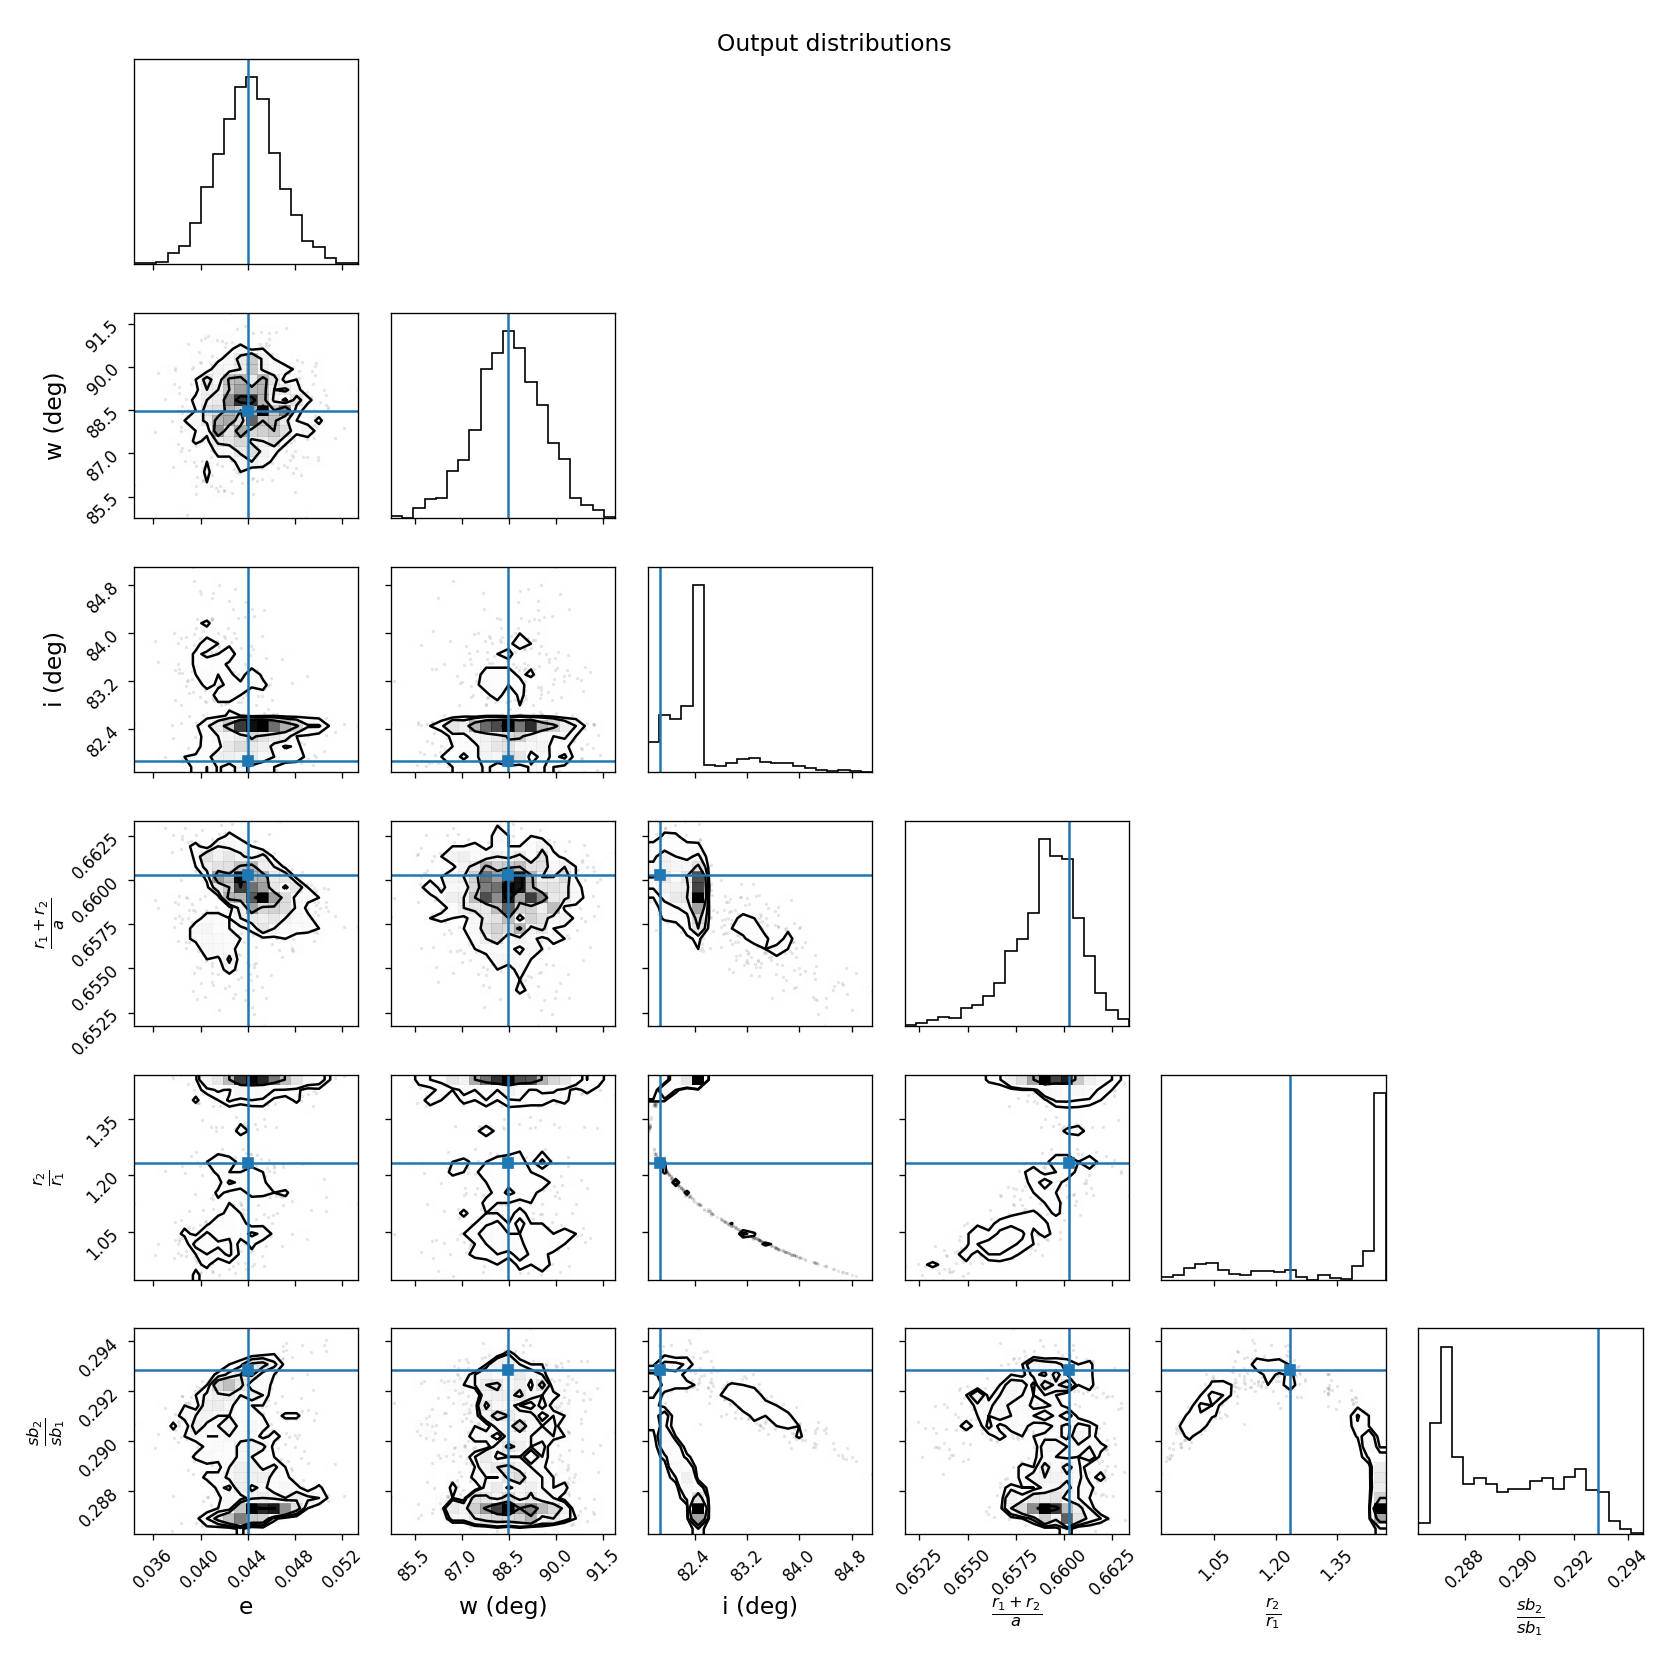 Output distributions
w (deg)
91.5
90.0
88.5
87.0
85.5
i (deg)
84.8
84.0
83.2
82.4
r₁ + r₂ / a
0.6625
0.6600
0.6575
0.6550
0.6525
r₂ / r₁
1.35
1.20
1.05
sb₂ / sb₁
0.294
0.292
0.290
0.288
0.036 0.040 0.044 0.048 0.052 85.5 87.0 88.5 90.0 91.5 82.4 83.2 84.0 84.8 0.6525 0.6550 0.6575 0.6600 0.6625 1.05 1.20 1.35 0.288 0.290 0.292 0.294
e w (deg) i (deg) r₁ + r₂ / a r₂ / r₁ sb₂ / sb₁